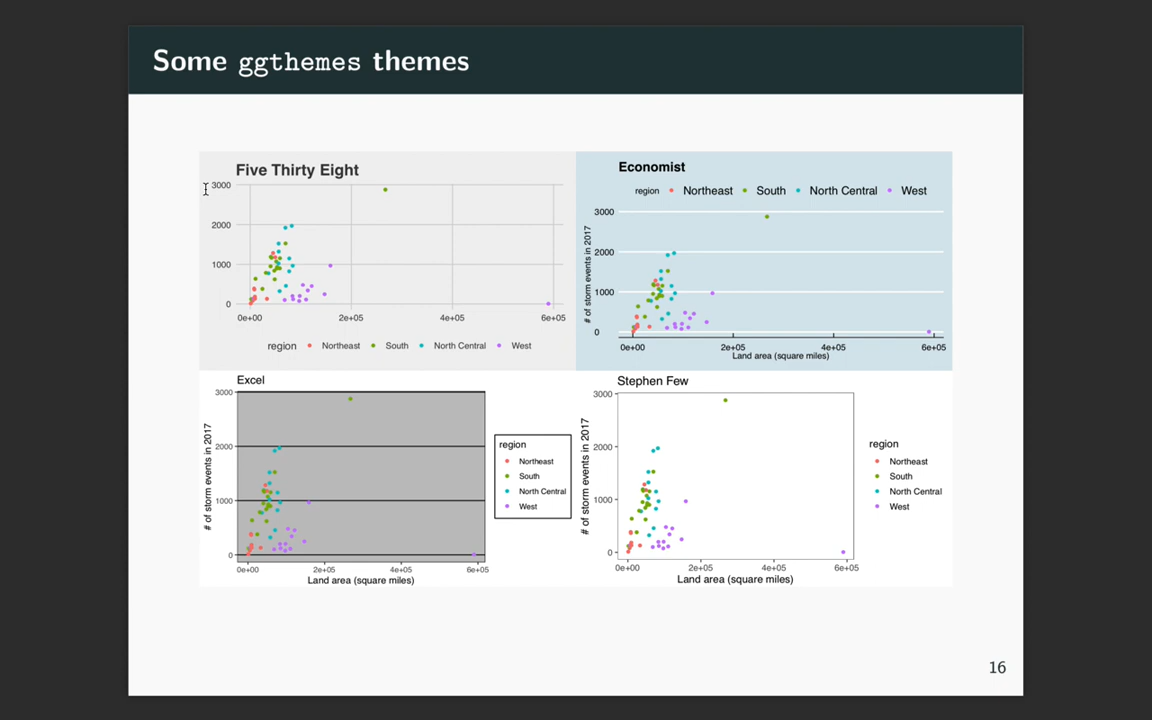 Some ggthemes themes
Five Thirty Eight
3000
2000
1000
0
0e+00 2e+05 4e+05 6e+05
region Northeast South North Central West
Economist
region Northeast South North Central West
# of storm events in 2017
3000
2000
1000
0
0e+00 2e+05 4e+05 6e+05
Land area (square miles)
Excel
# of storm events in 2017
3000
2000
1000
0
0e+00 2e+05 4e+05 6e+05
Land area (square miles)
region
Northeast
South
North Central
West
Stephen Few
# of storm events in 2017
3000
2000
1000
0
0e+00 2e+05 4e+05 6e+05
Land area (square miles)
region
Northeast
South
North Central
West
16